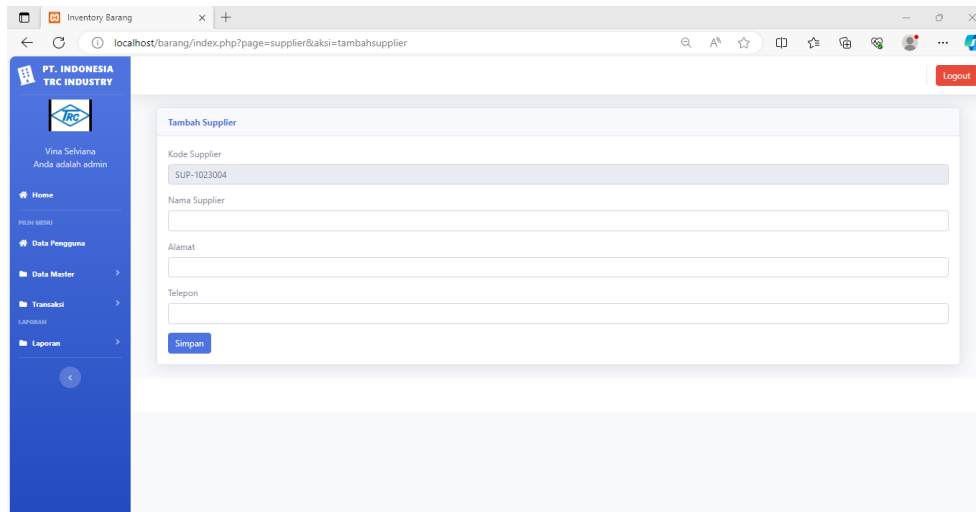 Inventory Barang
localhost/barang/index.php?page=supplier&aksi=tambahsupplier
PT. INDONESIA
TRC INDUSTRY
Logout
TRC
Vina Selviana
Anda adalah admin
Home
PILIH MENU
Data Pengguna
Data Master
Transaksi
LAPORAN
Laporan
Tambah Supplier
Kode Supplier
SUP-1023004
Nama Supplier
Alamat
Telepon
Simpan